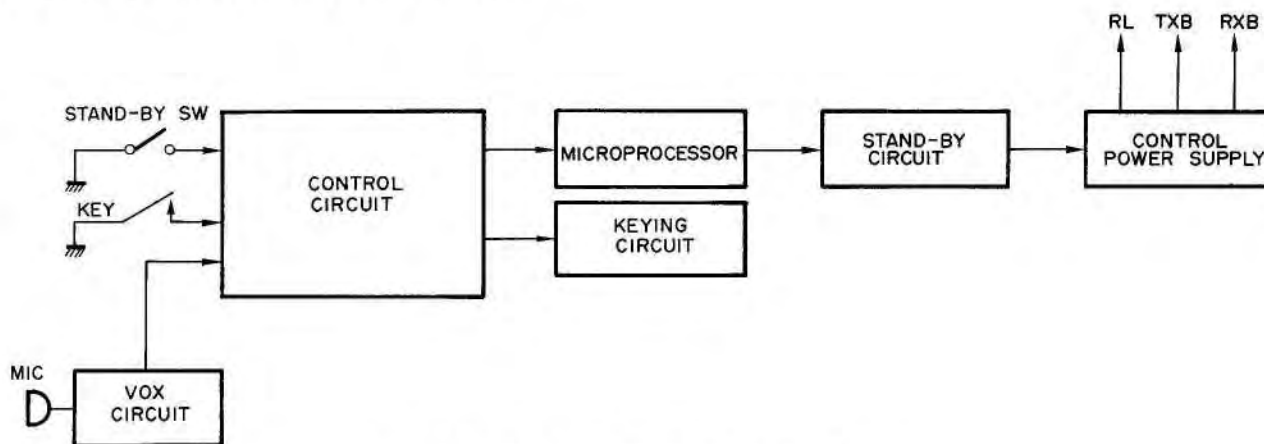 RL TXB RXB
STAND-BY SW
KEY
CONTROL
CIRCUIT
MICROPROCESSOR
KEYING
CIRCUIT
STAND-BY
CIRCUIT
CONTROL
POWER SUPPLY
MIC
VOX
CIRCUIT